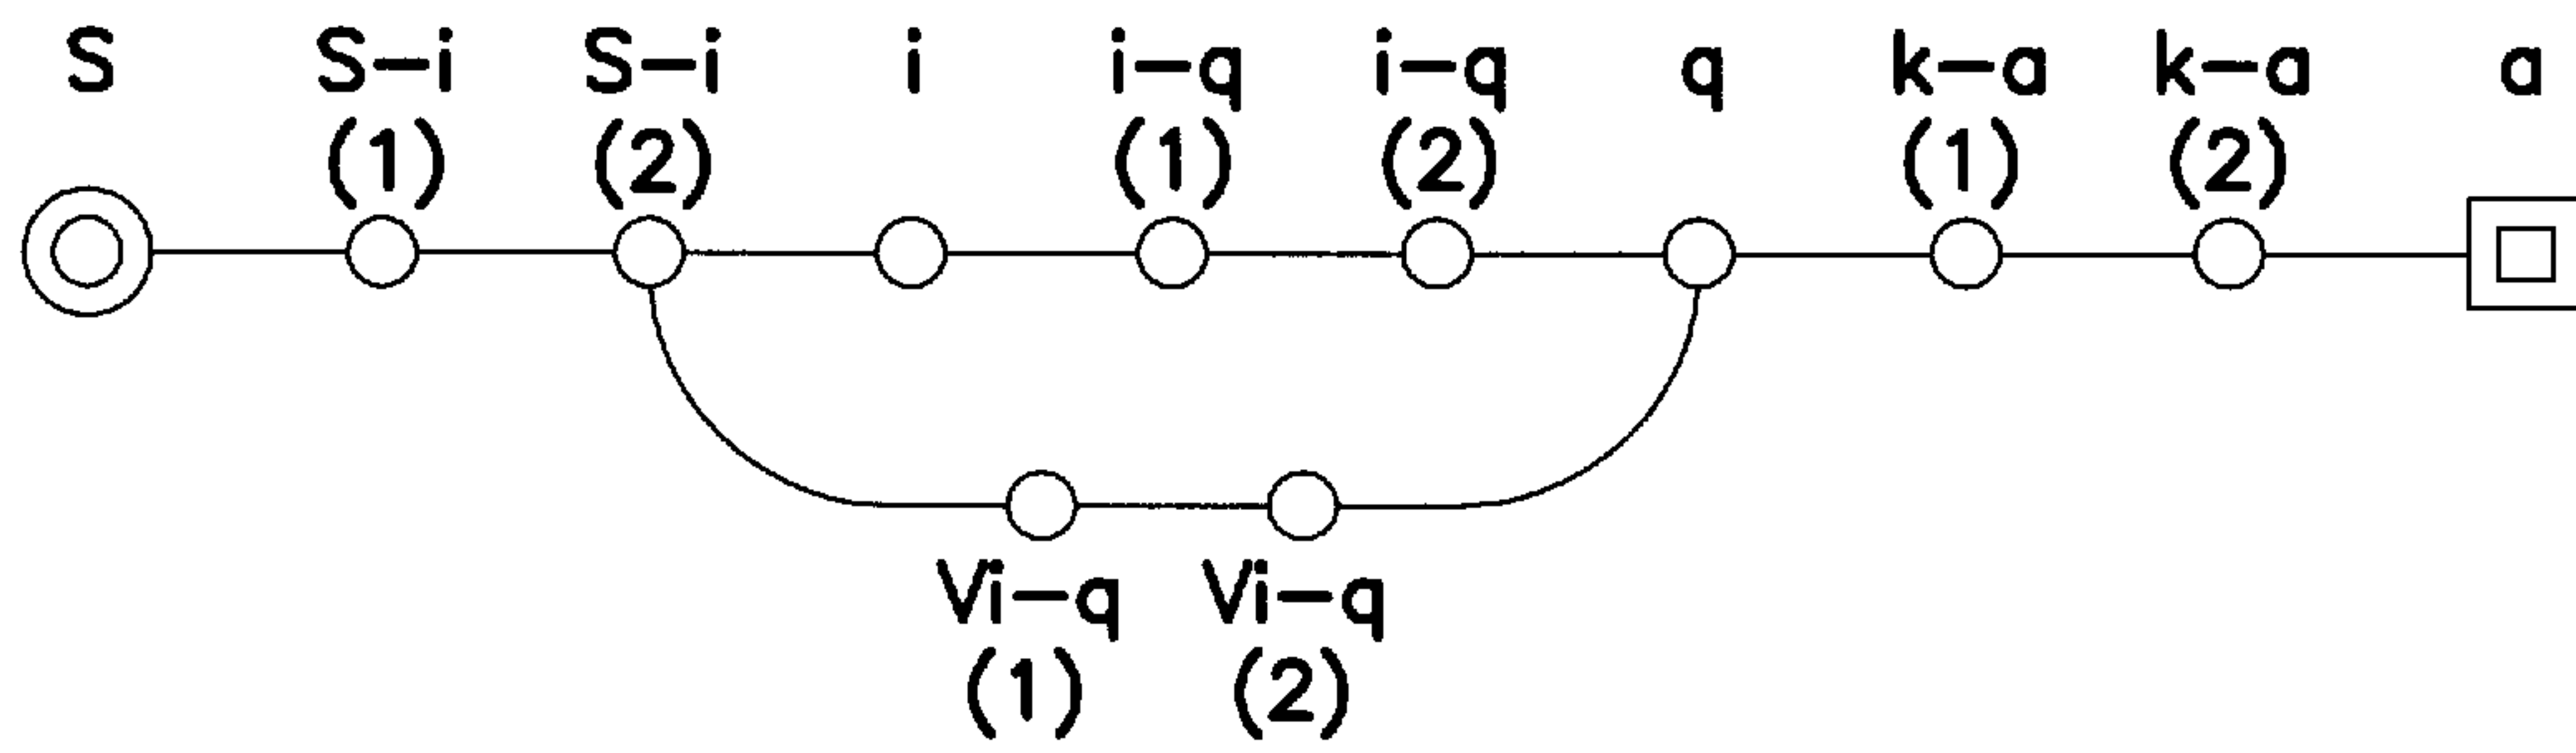 S S-i S-i i i-q i-q q k-a k-a a
(1) (2) (1) (2) (1) (2)
Vi-q Vi-q
(1) (2)